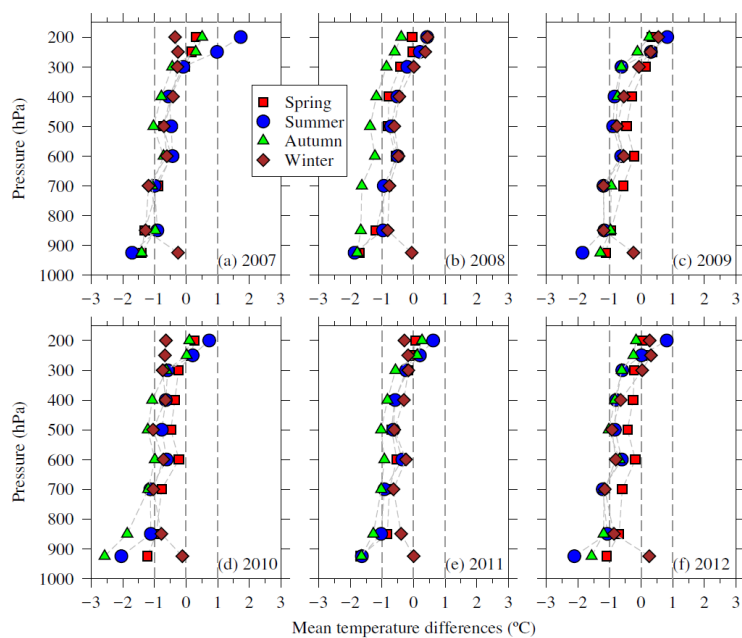 200
300
400
500
600
700
800
900
1000
Pressure (hPa)
Spring
Summer
Autumn
Winter
(a) 2007
(b) 2008
(c) 2009
−3 −2 −1 0 1 2 3
−3 −2 −1 0 1 2 3
−3 −2 −1 0 1 2 3
200
300
400
500
600
700
800
900
1000
Pressure (hPa)
(d) 2010
(e) 2011
(f) 2012
−3 −2 −1 0 1 2 3
−3 −2 −1 0 1 2 3
−3 −2 −1 0 1 2 3
Mean temperature differences (ºC)